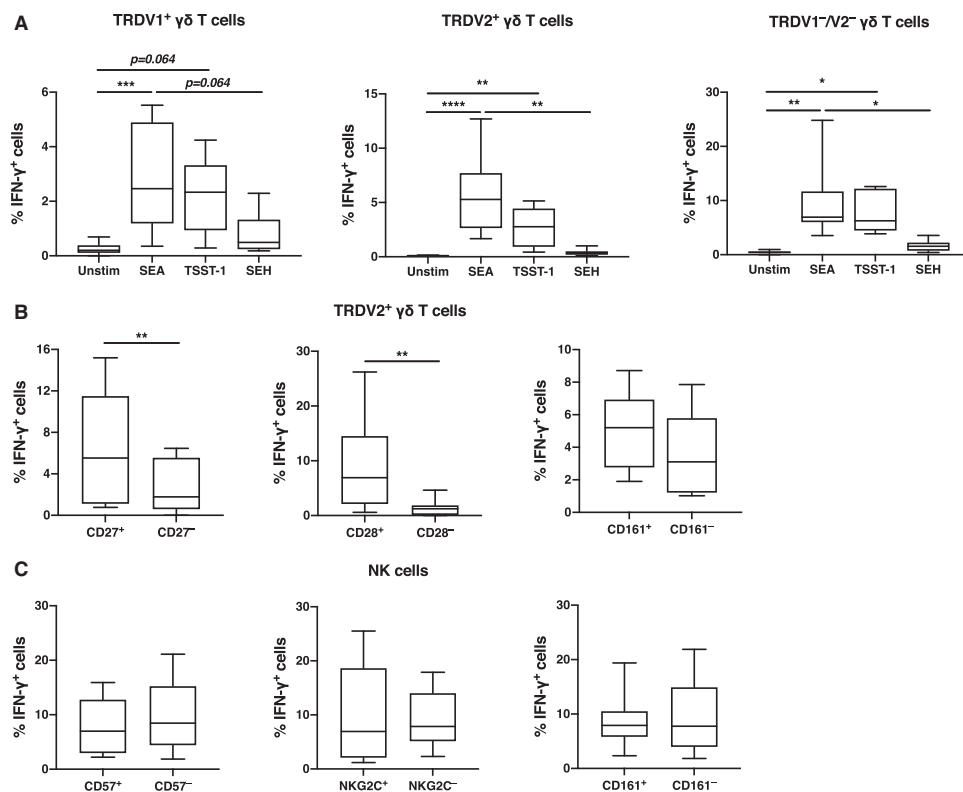 A
TRDV1⁺ γδ T cells
TRDV2⁺ γδ T cells
TRDV1⁻/V2⁻ γδ T cells
% IFN-γ⁺ cells
6
4
2
0
p=0.064
***
p=0.064
Unstim SEA TSST-1 SEH
% IFN-γ⁺ cells
15
10
5
0
**
****
**
Unstim SEA TSST-1 SEH
% IFN-γ⁺ cells
30
20
10
0
*
**
*
Unstim SEA TSST-1 SEH
B
TRDV2⁺ γδ T cells
% IFN-γ⁺ cells
16
12
8
4
0
**
CD27⁺ CD27⁻
% IFN-γ⁺ cells
30
20
10
0
**
CD28⁺ CD28⁻
% IFN-γ⁺ cells
10
8
6
4
2
0
CD161⁺ CD161⁻
C
NK cells
% IFN-γ⁺ cells
30
20
10
0
CD57⁺ CD57⁻
% IFN-γ⁺ cells
30
20
10
0
NKG2C⁺ NKG2C⁻
% IFN-γ⁺ cells
30
20
10
0
CD161⁺ CD161⁻